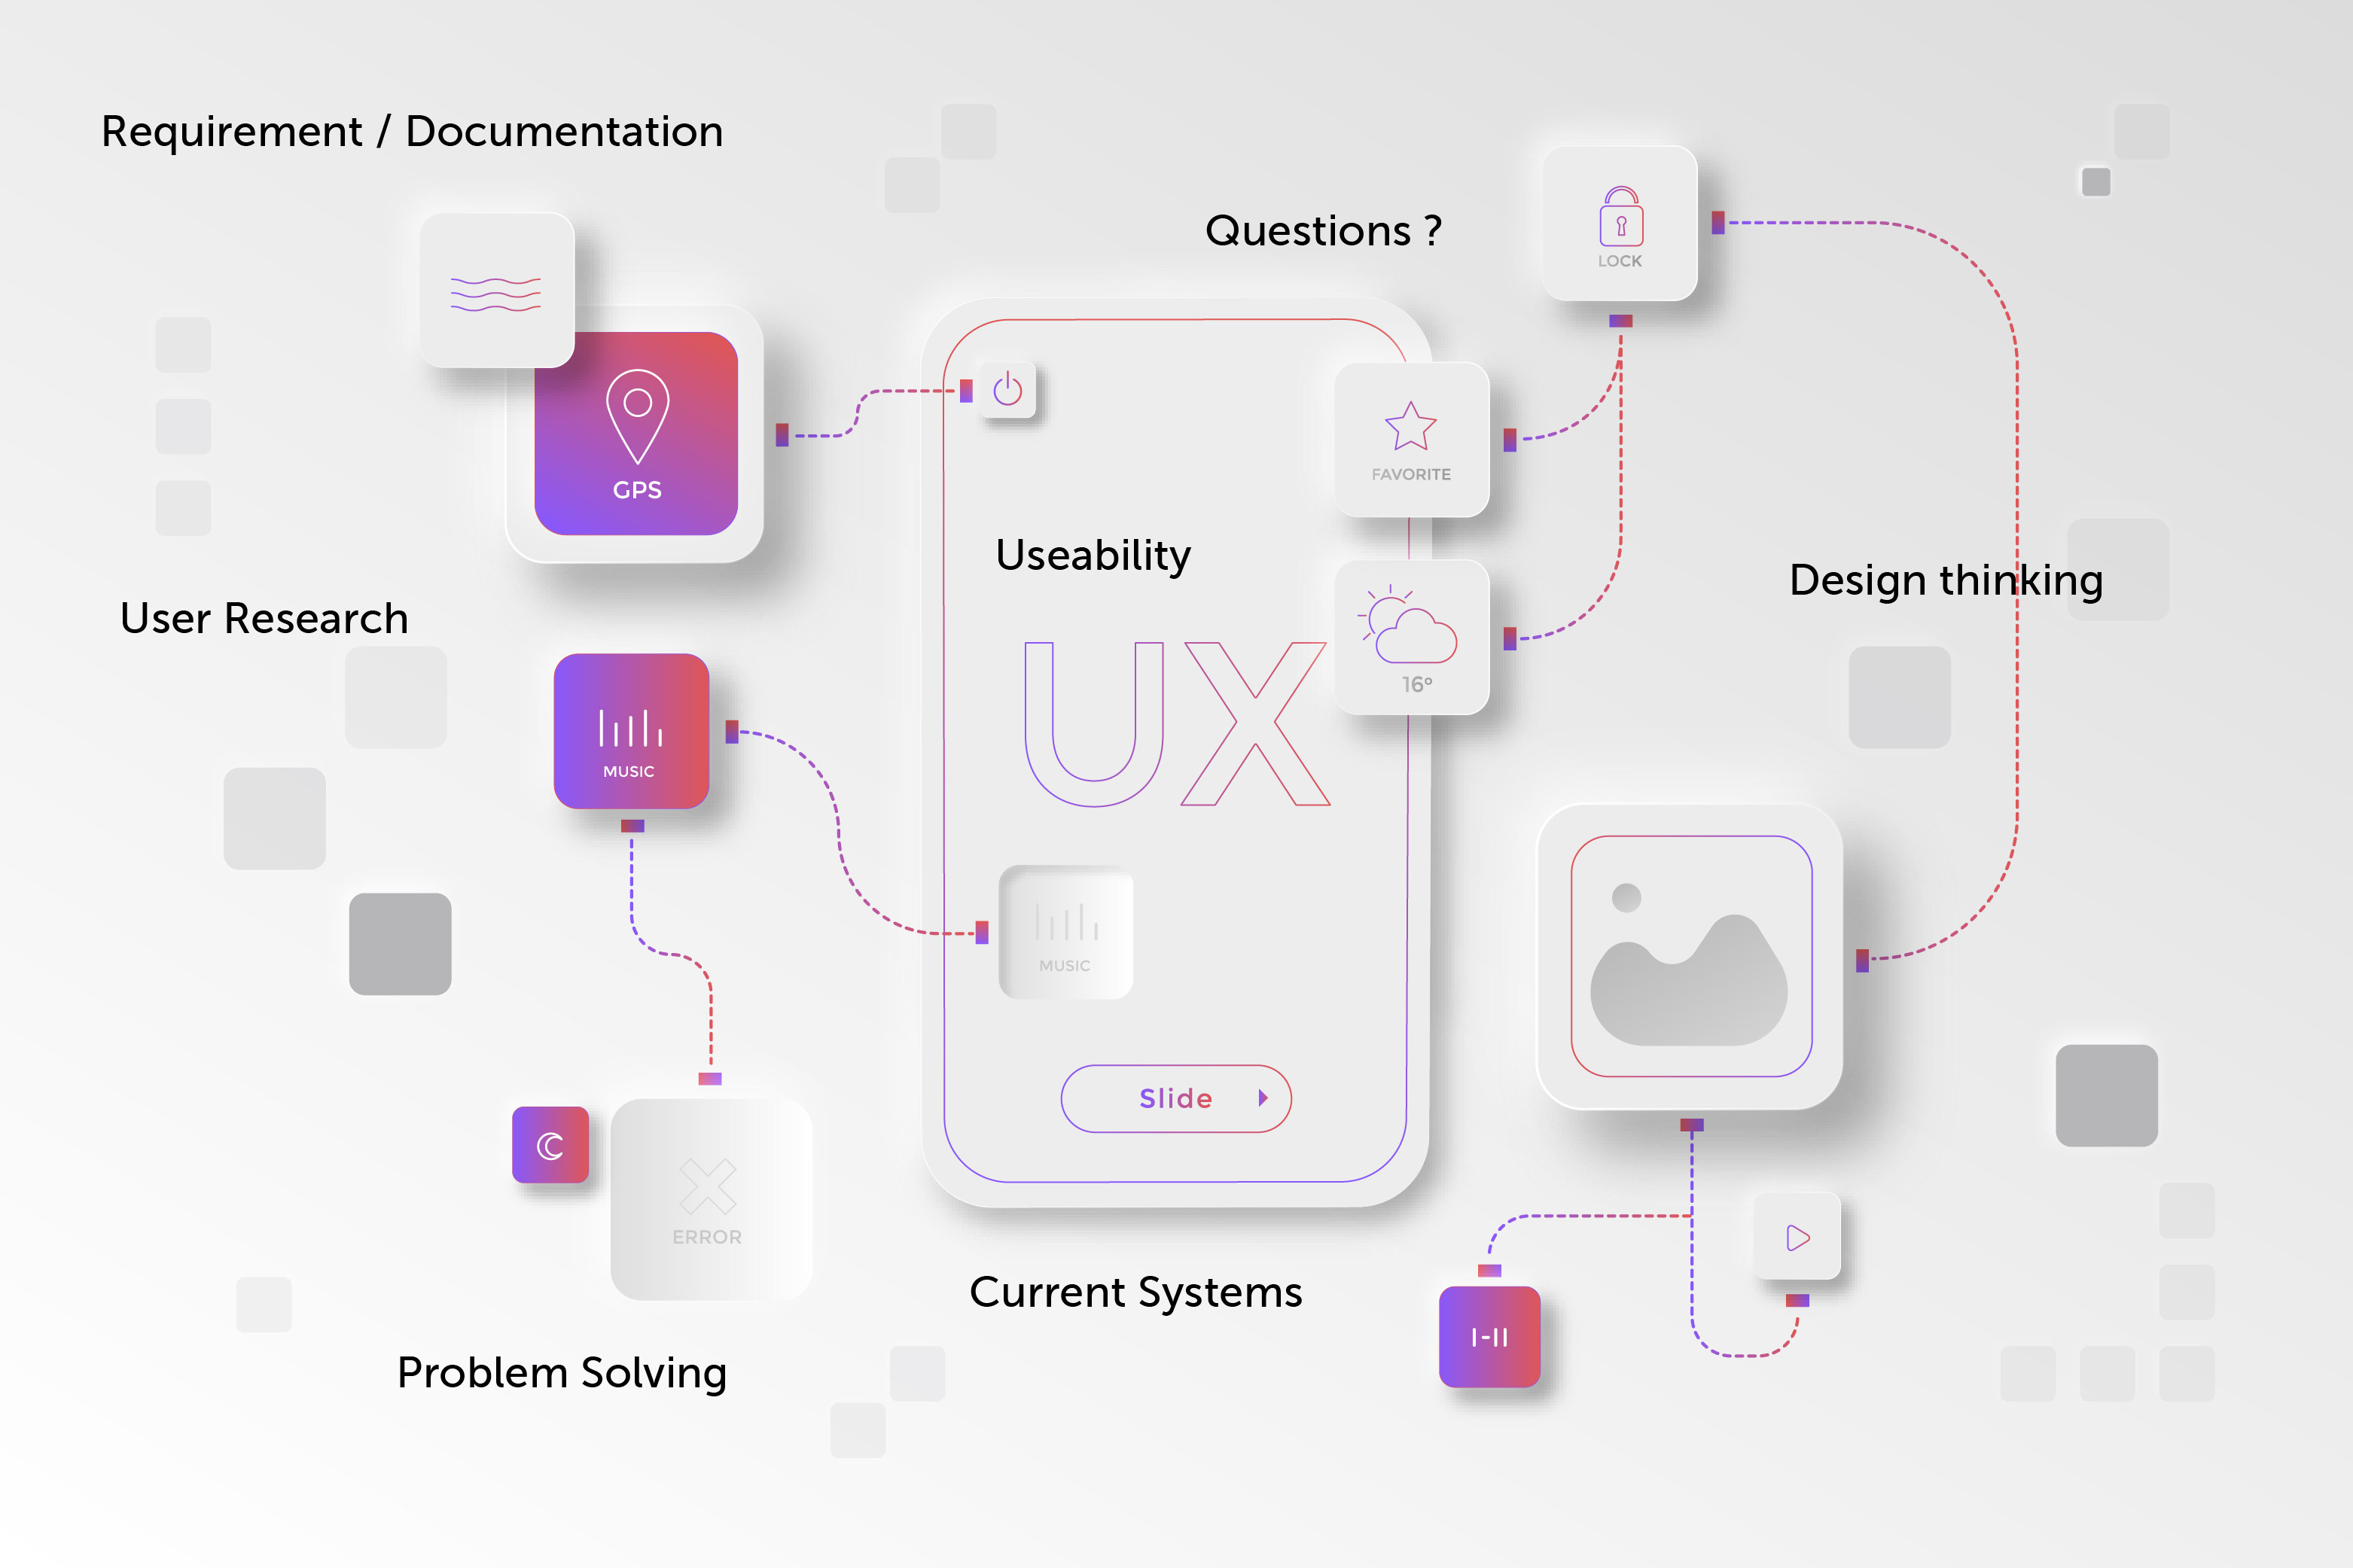 Requirement / Documentation
Questions ?
LOCK
FAVORITE
GPS
Useability
Design thinking
User Research
UX
16°
MUSIC
MUSIC
Slide
ERROR
Current Systems
Problem Solving